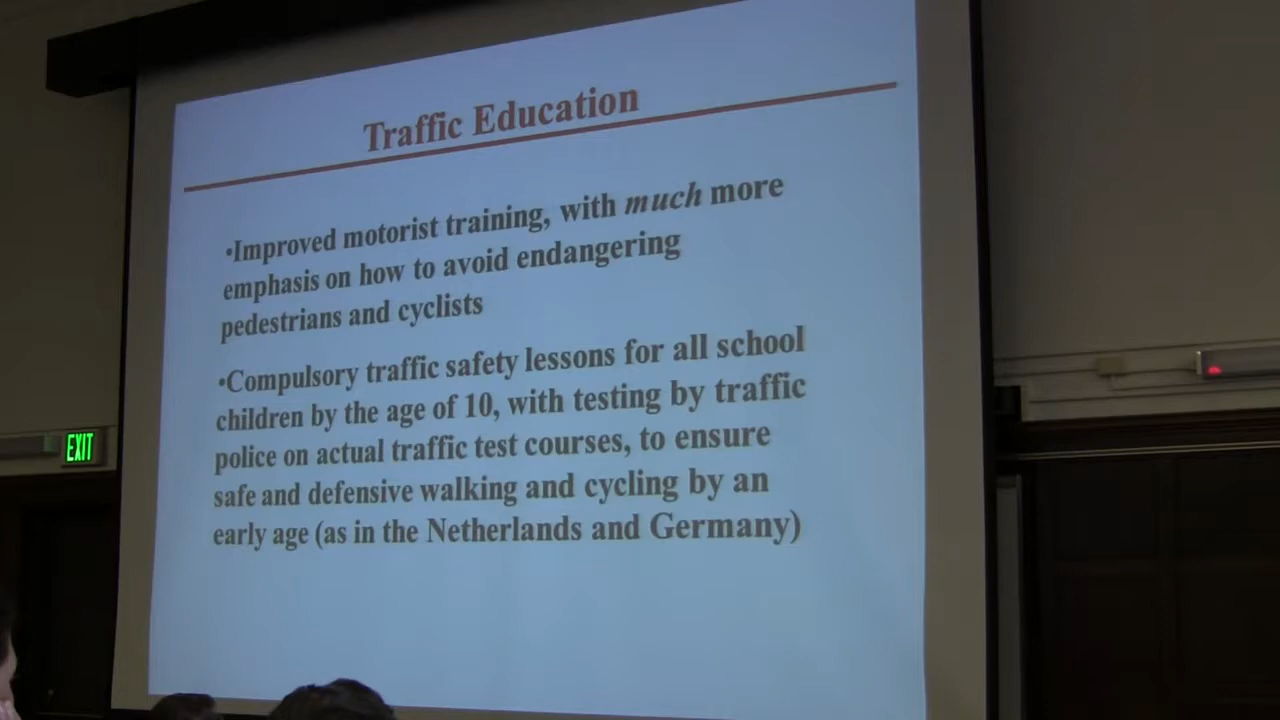 Traffic Education
•Improved motorist training, with much more
emphasis on how to avoid endangering
pedestrians and cyclists
•Compulsory traffic safety lessons for all school
children by the age of 10, with testing by traffic
police on actual traffic test courses, to ensure
safe and defensive walking and cycling by an
early age (as in the Netherlands and Germany)
EXIT